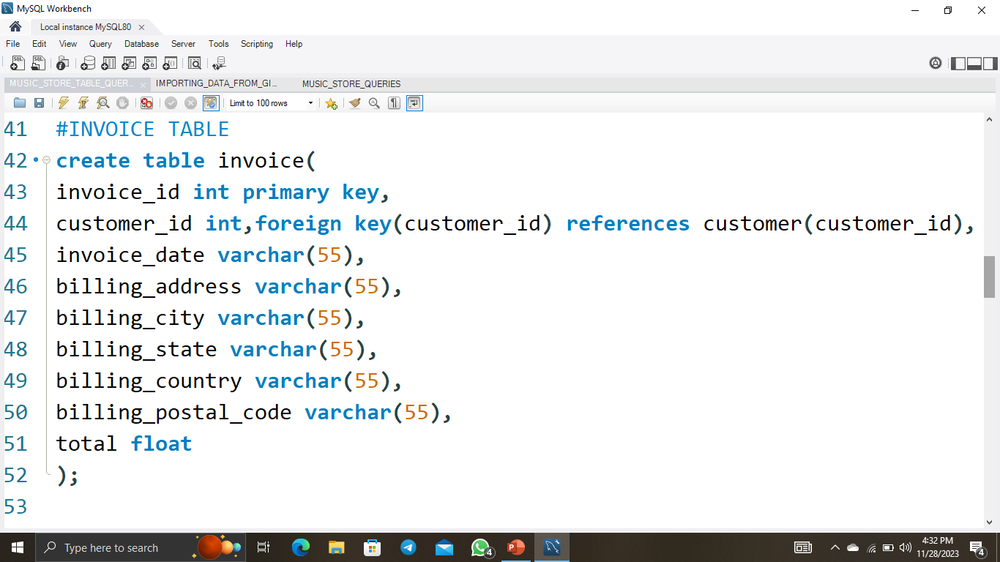 MySQL Workbench
Local instance MySQL80
File Edit View Query Database Server Tools Scripting Help
MUSIC_STORE_TABLE_QUER... IMPORTING_DATA_FROM_GI... MUSIC_STORE_QUERIES
Limit to 100 rows
41 #INVOICE TABLE
42 create table invoice(
43 invoice_id int primary key,
44 customer_id int,foreign key(customer_id) references customer(customer_id),
45 invoice_date varchar(55),
46 billing_address varchar(55),
47 billing_city varchar(55),
48 billing_state varchar(55),
49 billing_country varchar(55),
50 billing_postal_code varchar(55),
51 total float
52 );
53
Type here to search
4
4:32 PM
11/28/2023
4